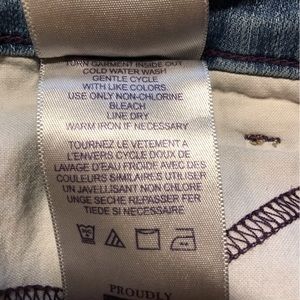 TURN GARMENT INSIDE OUT
COLD WATER WASH
GENTLE CYCLE
WITH LIKE COLORS.
USE ONLY NON-CHLORINE
BLEACH
LINE DRY
WARM IRON IF NECESSARY
TOURNEZ LE VETEMENT A
L'ENVERS CYCLE DOUX DE
LAVAGE D'EAU FROIDE AVEC DES
COULEURS SIMILAIRES UTILISER
UN JAVELLISANT NON CHLORE
UNGE SECHE REPASSER FER
TIEDE SI NECESSAIRE
PROUDLY